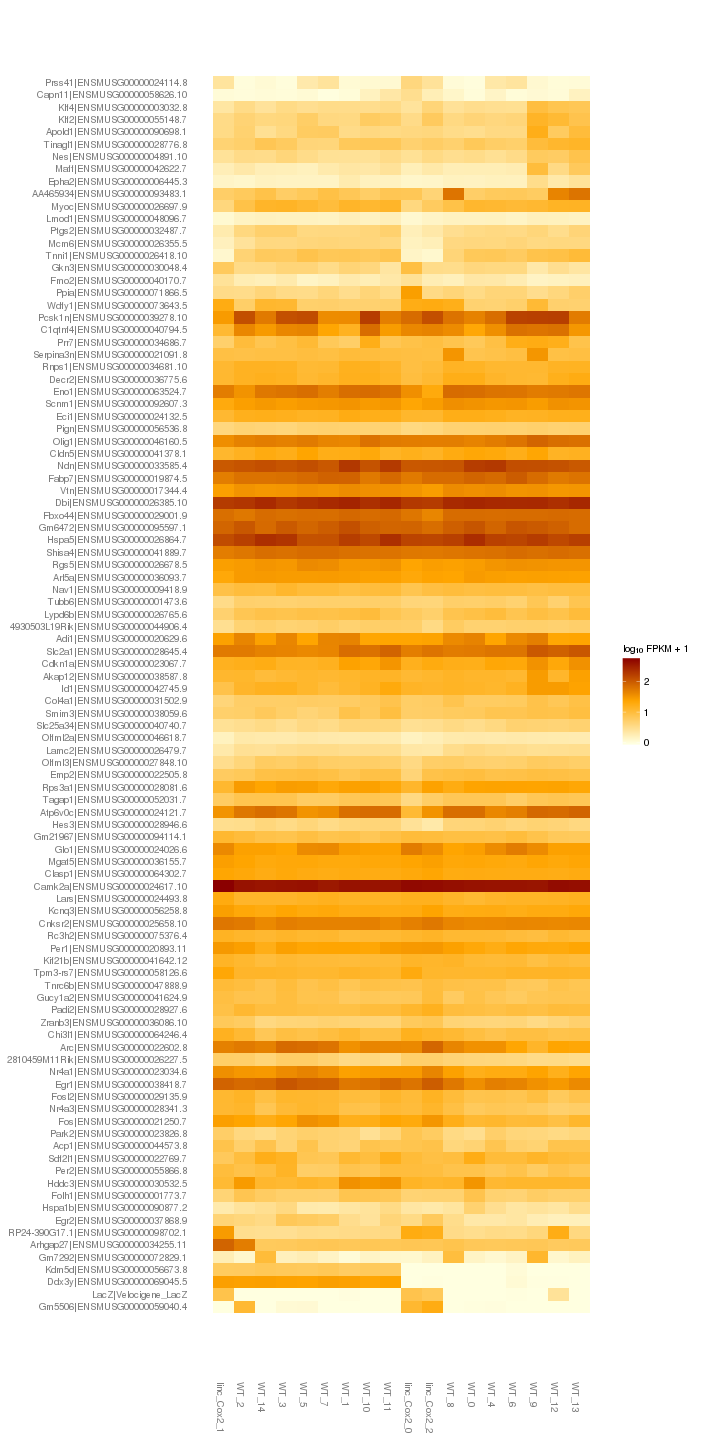 Prss41|ENSMUSG00000024114.8
Capn11|ENSMUSG00000058626.10
Klf4|ENSMUSG00000003032.8
Klf2|ENSMUSG00000055148.7
Apold1|ENSMUSG00000090698.1
Tinagl1|ENSMUSG00000028776.8
Nes|ENSMUSG00000004891.10
Maff|ENSMUSG00000042622.7
Epha2|ENSMUSG00000006445.3
AA465934|ENSMUSG00000093483.1
Myoc|ENSMUSG00000026697.9
Lmod1|ENSMUSG00000048096.7
Ptgs2|ENSMUSG00000032487.7
Mcm6|ENSMUSG00000026355.5
Tnni1|ENSMUSG00000026418.10
Gkn3|ENSMUSG00000030048.4
Fmo2|ENSMUSG00000040170.7
Ppia|ENSMUSG00000071866.5
Wdfy1|ENSMUSG00000073643.5
Pcsk1n|ENSMUSG00000039278.10
C1qtnf4|ENSMUSG00000040794.5
Prr7|ENSMUSG00000034686.7
Serpina3n|ENSMUSG00000021091.8
Rnps1|ENSMUSG00000034681.10
Decr2|ENSMUSG00000036775.6
Eno1|ENSMUSG00000063524.7
Scnm1|ENSMUSG00000092607.3
Eci1|ENSMUSG00000024132.5
Pign|ENSMUSG00000056536.8
Olig1|ENSMUSG00000046160.5
Cldn5|ENSMUSG00000041378.1
Ndn|ENSMUSG00000033585.4
Fabp7|ENSMUSG00000019874.5
Vtn|ENSMUSG00000017344.4
Dbi|ENSMUSG00000026385.10
Fbxo44|ENSMUSG00000029001.9
Gm6472|ENSMUSG00000095597.1
Hspa5|ENSMUSG00000026864.7
Shisa4|ENSMUSG00000041889.7
Rgs5|ENSMUSG00000026678.5
Arl5a|ENSMUSG00000036093.7
Nav1|ENSMUSG00000009418.9
Tubb6|ENSMUSG00000001473.6
Lypd6b|ENSMUSG00000026765.6
4930503L19Rik|ENSMUSG00000044906.4
Adi1|ENSMUSG00000020629.6
Slc2a1|ENSMUSG00000028645.4
Cdkn1a|ENSMUSG00000023067.7
Akap12|ENSMUSG00000038587.8
Id1|ENSMUSG00000042745.9
Col4a1|ENSMUSG00000031502.9
Smim3|ENSMUSG00000038059.6
Slc25a34|ENSMUSG00000040740.7
Olfml2a|ENSMUSG00000046618.7
Lamc2|ENSMUSG00000026479.7
Olfml3|ENSMUSG00000027848.10
Emp2|ENSMUSG00000022505.8
Rps3a1|ENSMUSG00000028081.6
Tagap1|ENSMUSG00000052031.7
Atp6v0c|ENSMUSG00000024121.7
Hes3|ENSMUSG00000028946.6
Gm21967|ENSMUSG00000094114.1
Glo1|ENSMUSG00000024026.6
Mgat5|ENSMUSG00000036155.7
Clasp1|ENSMUSG00000064302.7
Camk2a|ENSMUSG00000024617.10
Lars|ENSMUSG00000024493.8
Kcnq3|ENSMUSG00000056258.8
Cnksr2|ENSMUSG00000025658.10
Rc3h2|ENSMUSG00000075376.4
Per1|ENSMUSG00000020893.11
Kif21b|ENSMUSG00000041642.12
Tpm3-rs7|ENSMUSG00000058126.6
Tnrc6b|ENSMUSG00000047888.9
Gucy1a2|ENSMUSG00000041624.9
Padi2|ENSMUSG00000028927.6
Zranb3|ENSMUSG00000036086.10
Chi3l1|ENSMUSG00000064246.4
Arc|ENSMUSG00000022602.8
2810459M11Rik|ENSMUSG00000026227.5
Nr4a1|ENSMUSG00000023034.6
Egr1|ENSMUSG00000038418.7
Fosl2|ENSMUSG00000029135.9
Nr4a3|ENSMUSG00000028341.3
Fos|ENSMUSG00000021250.7
Park2|ENSMUSG00000023826.8
Acp1|ENSMUSG00000044573.8
Sdf2l1|ENSMUSG00000022769.7
Per2|ENSMUSG00000055866.8
Hddc3|ENSMUSG00000030532.5
Folh1|ENSMUSG00000001773.7
Hspa1b|ENSMUSG00000090877.2
Egr2|ENSMUSG00000037868.9
RP24-390G17.1|ENSMUSG00000098702.1
Arhgap27|ENSMUSG00000034255.11
Gm7292|ENSMUSG00000072829.1
Kdm5d|ENSMUSG00000056673.8
Ddx3y|ENSMUSG00000069045.5
LacZ|Velocigene_LacZ
Gm5506|ENSMUSG00000059040.4
log₁₀ FPKM + 1
2
1
0
linc_Cox2_1
WT_2
WT_14
WT_3
WT_5
WT_7
WT_1
WT_10
WT_11
linc_Cox2_0
linc_Cox2_2
WT_8
WT_0
WT_4
WT_6
WT_9
WT_12
WT_13